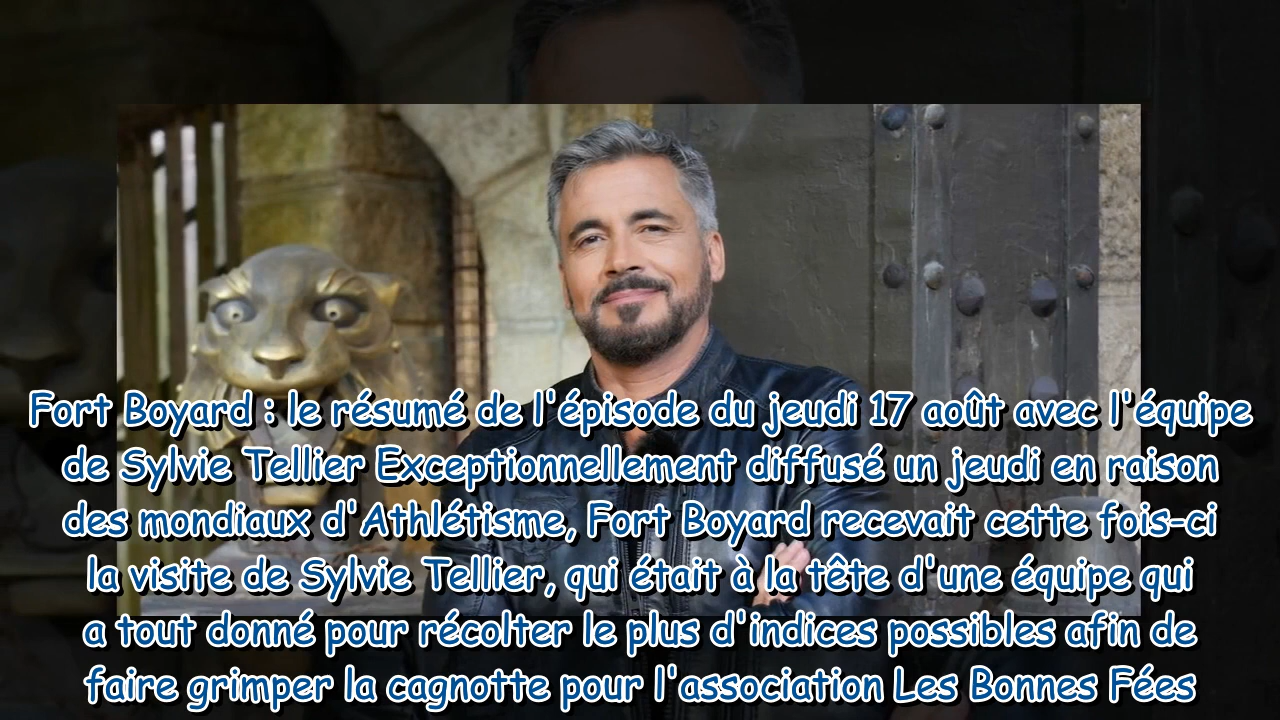 Fort Boyard : le résumé de l'épisode du jeudi 17 août avec l'équipe
de Sylvie Tellier Exceptionnellement diffusé un jeudi en raison
des mondiaux d'Athlétisme, Fort Boyard recevait cette fois-ci
la visite de Sylvie Tellier, qui était à la tête d'une équipe qui
a tout donné pour récolter le plus d'indices possibles afin de
faire grimper la cagnotte pour l'association Les Bonnes Fées